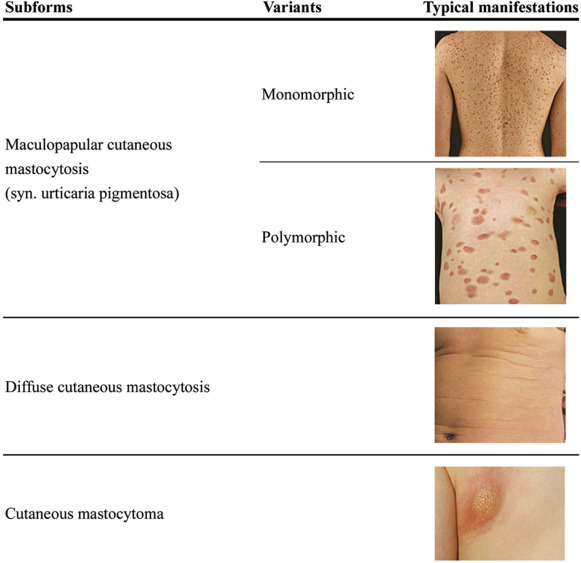 Subforms Variants Typical manifestations
Monomorphic
Maculopapular cutaneous
mastocytosis
(syn. urticaria pigmentosa)
Polymorphic
Diffuse cutaneous mastocytosis
Cutaneous mastocytoma